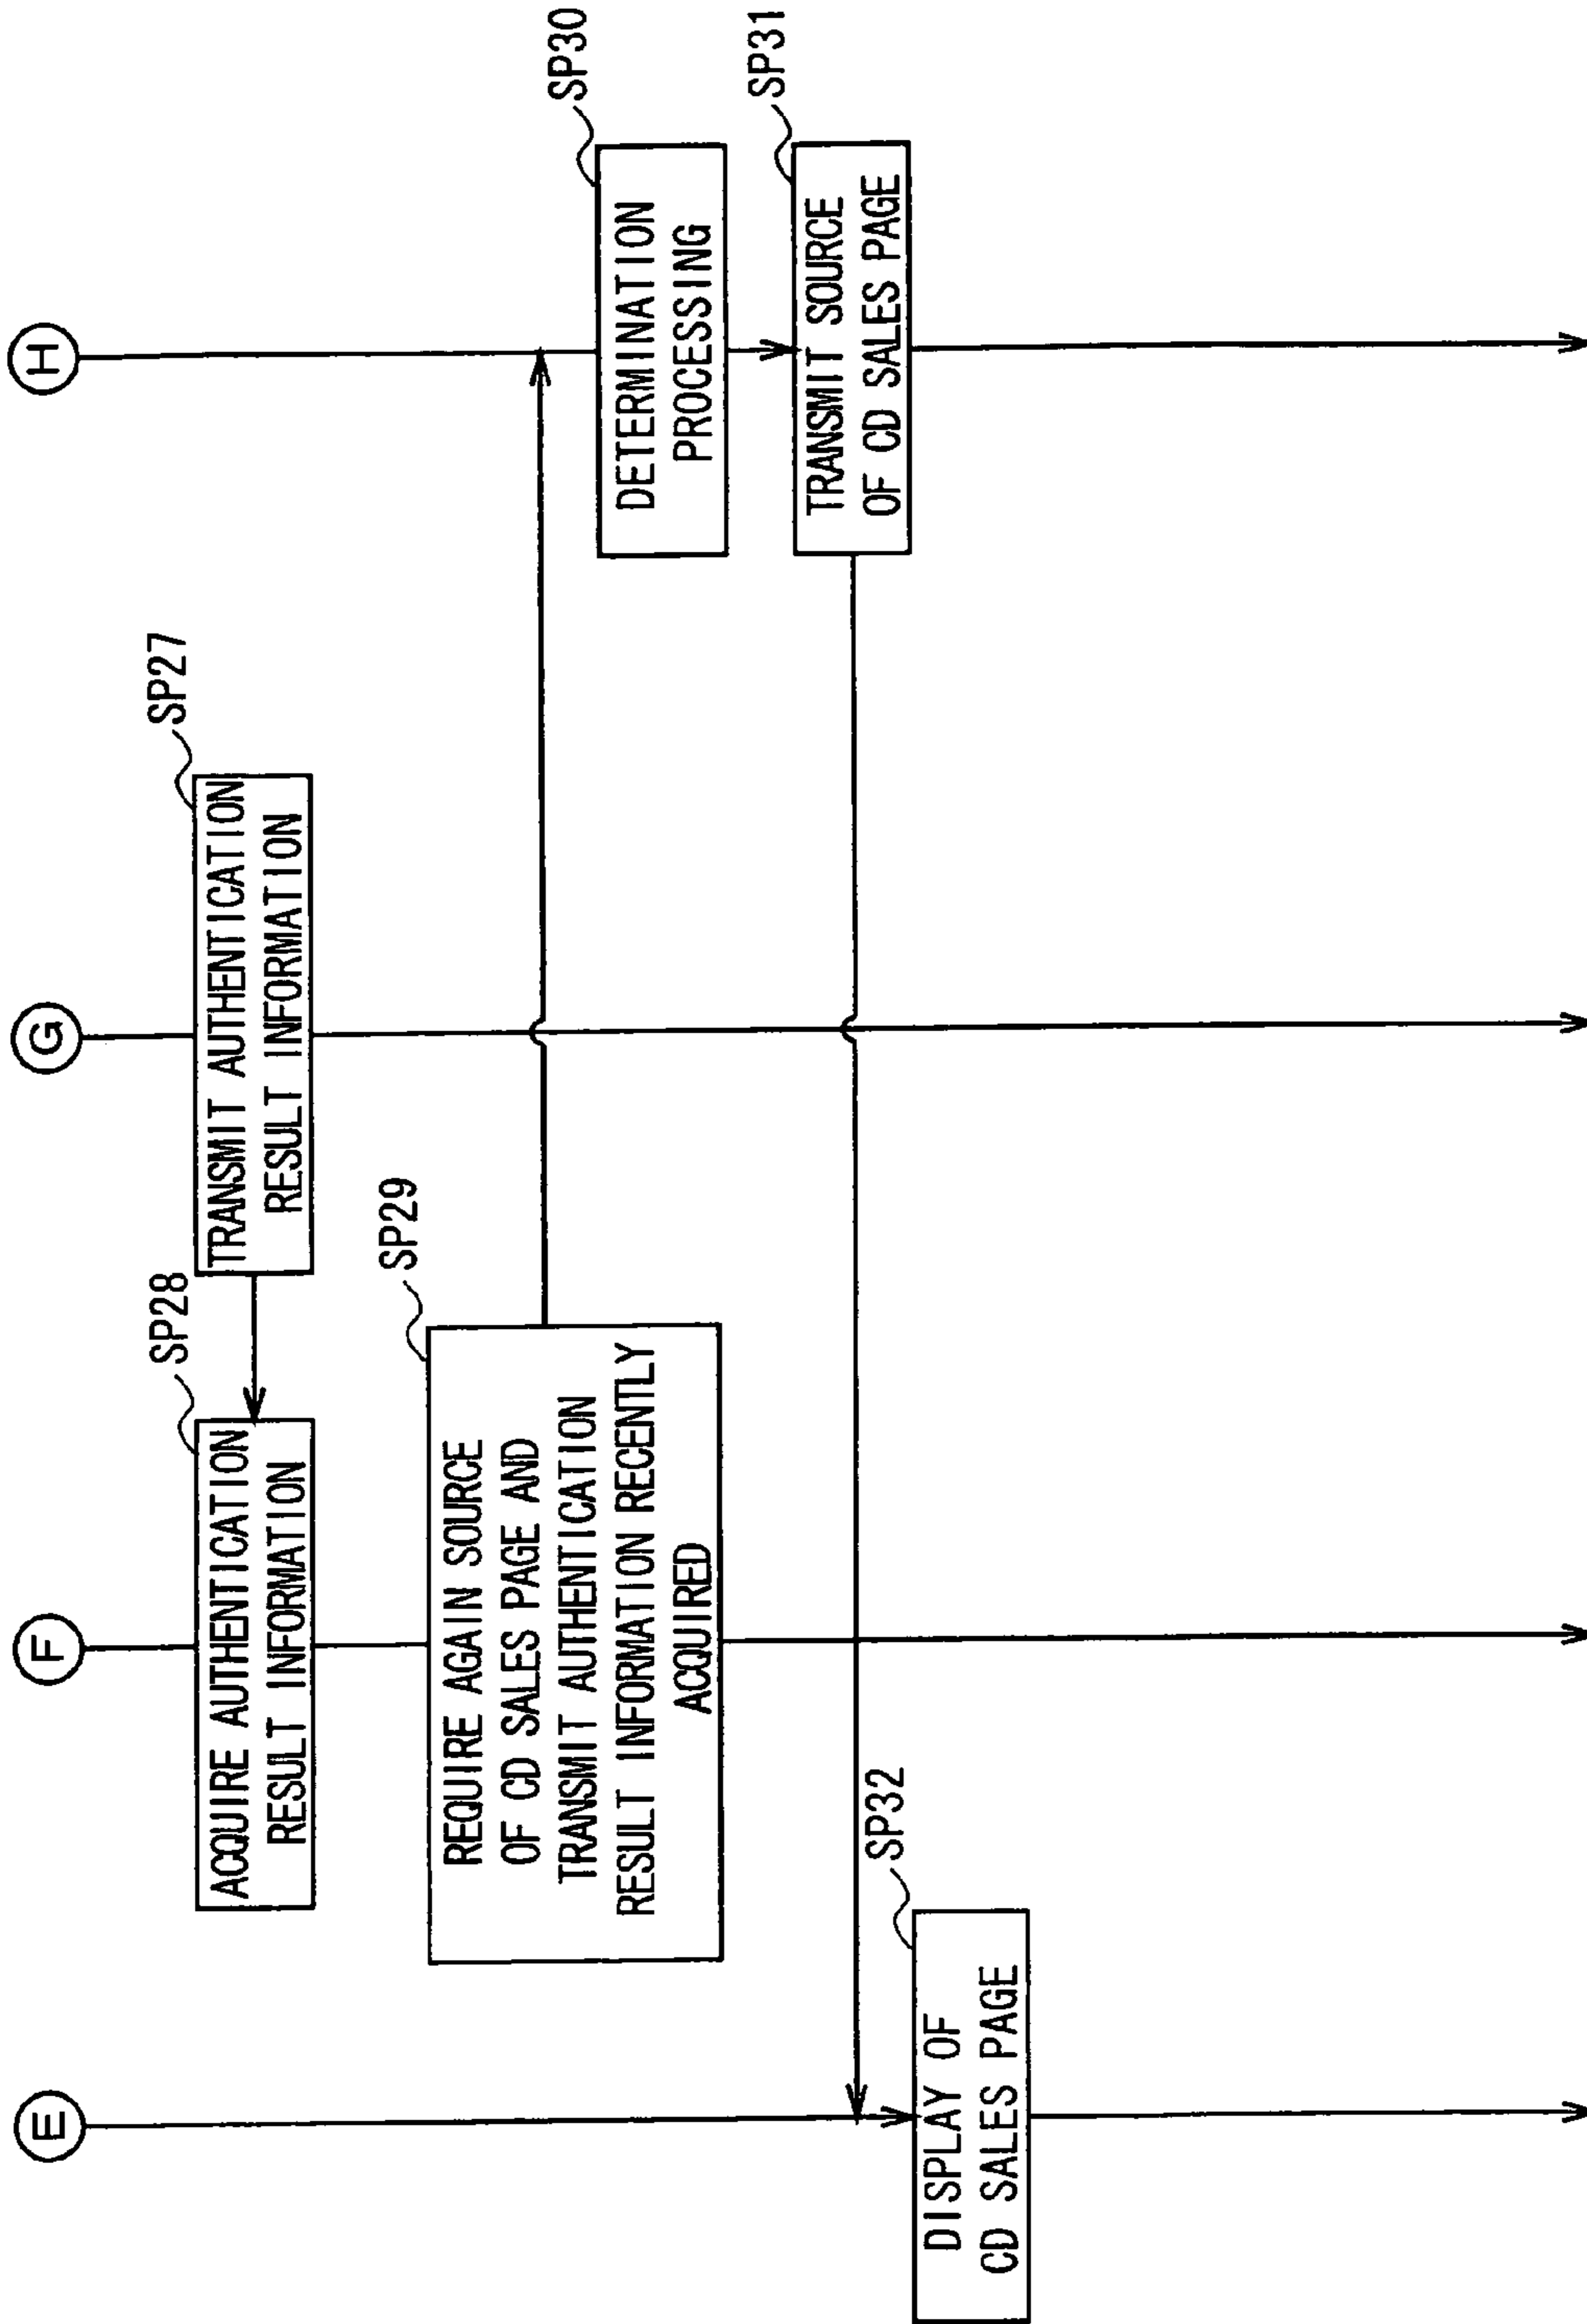 E
F
G
H
SP27
TRANSMIT AUTHENTICATION
RESULT INFORMATION
SP28
ACQUIRE AUTHENTICATION
RESULT INFORMATION
SP29
REQUIRE AGAIN SOURCE
OF CD SALES PAGE AND
TRANSMIT AUTHENTICATION
RESULT INFORMATION RECENTLY
ACQUIRED
SP30
DETERMINATION
PROCESSING
SP31
TRANSMIT SOURCE
OF CD SALES PAGE
SP32
DISPLAY OF
CD SALES PAGE